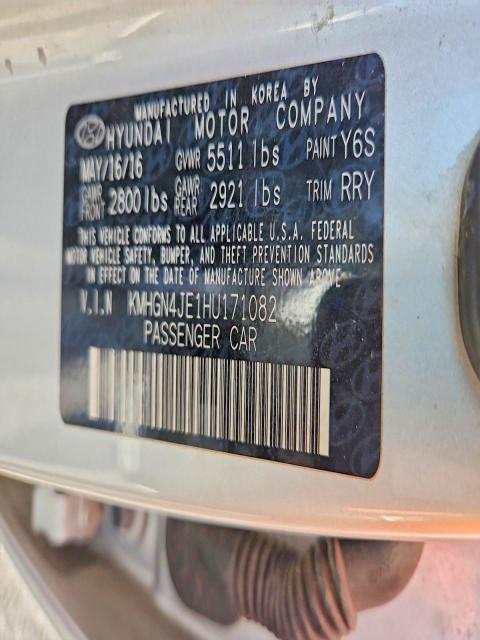 MANUFACTURED IN KOREA BY
HYUNDAI MOTOR COMPANY
MAY/16/16 GVWR 5511 lbs PAINT Y6S
GAWR FRONT 2800 lbs GAWR REAR 2921 lbs TRIM RRY
THIS VEHICLE CONFORMS TO ALL APPLICABLE U.S.A. FEDERAL
MOTOR VEHICLE SAFETY, BUMPER, AND THEFT PREVENTION STANDARDS
IN EFFECT ON THE DATE OF MANUFACTURE SHOWN ABOVE
V.I.N KMHGN4JE1HU171082
PASSENGER CAR